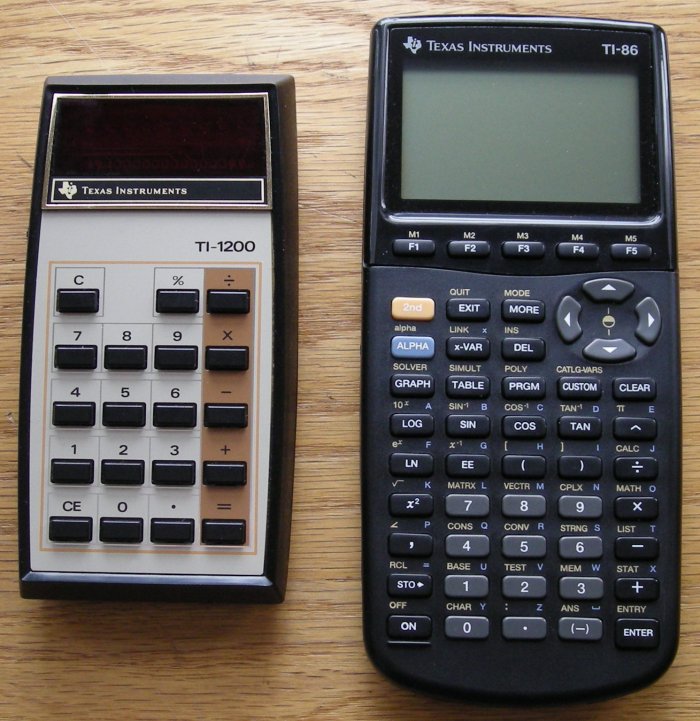 TEXAS INSTRUMENTS
TI-1200
C % ÷
7 8 9 ×
4 5 6 −
1 2 3 +
CE 0 · =
TEXAS INSTRUMENTS TI-86
M1 M2 M3 M4 M5
F1 F2 F3 F4 F5
QUIT MODE
2nd EXIT MORE
alpha LINK x INS
ALPHA x-VAR DEL
SOLVER SIMULT POLY CATLG-VARS
GRAPH TABLE PRGM CUSTOM CLEAR
10ˣ A SIN⁻¹ B COS⁻¹ C TAN⁻¹ D π E
LOG SIN COS TAN ^
eˣ F x⁻¹ G [ H ] I CALC J
LN EE ( ) ÷
√ K MATRX L VECTR M CPLX N MATH O
x² 7 8 9 ×
∠ P CONS Q CONV R STRNG S LIST T
, 4 5 6 −
RCL = BASE U TEST V MEM W STAT X
STO▸ 1 2 3 +
OFF CHAR Y : Z ANS ⎵ ENTRY
ON 0 . (−) ENTER